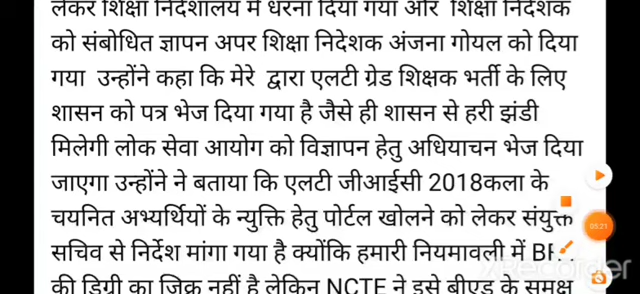 लेकर शिक्षा निदेशालय में धरना दिया गया और शिक्षा निदेशक
को संबोधित ज्ञापन अपर शिक्षा निदेशक अंजना गोयल को दिया
गया उन्होंने कहा कि मेरे द्वारा एलटी ग्रेड शिक्षक भर्ती के लिए
शासन को पत्र भेज दिया गया है जैसे ही शासन से हरी झंडी
मिलेगी लोक सेवा आयोग को विज्ञापन हेतु अधियाचन भेज दिया
जाएगा उन्होंने ने बताया कि एलटी जीआईसी 2018कला के
चयनित अभ्यर्थियों के न्युक्ति हेतु पोर्टल खोलने को लेकर संयुक्त
05:21
सचिव से निर्देश मांगा गया है क्योंकि हमारी नियमावली में
की डिग्री का जिक्र नहीं है लेकिन NCTE ने इसे बीएड के समक्ष